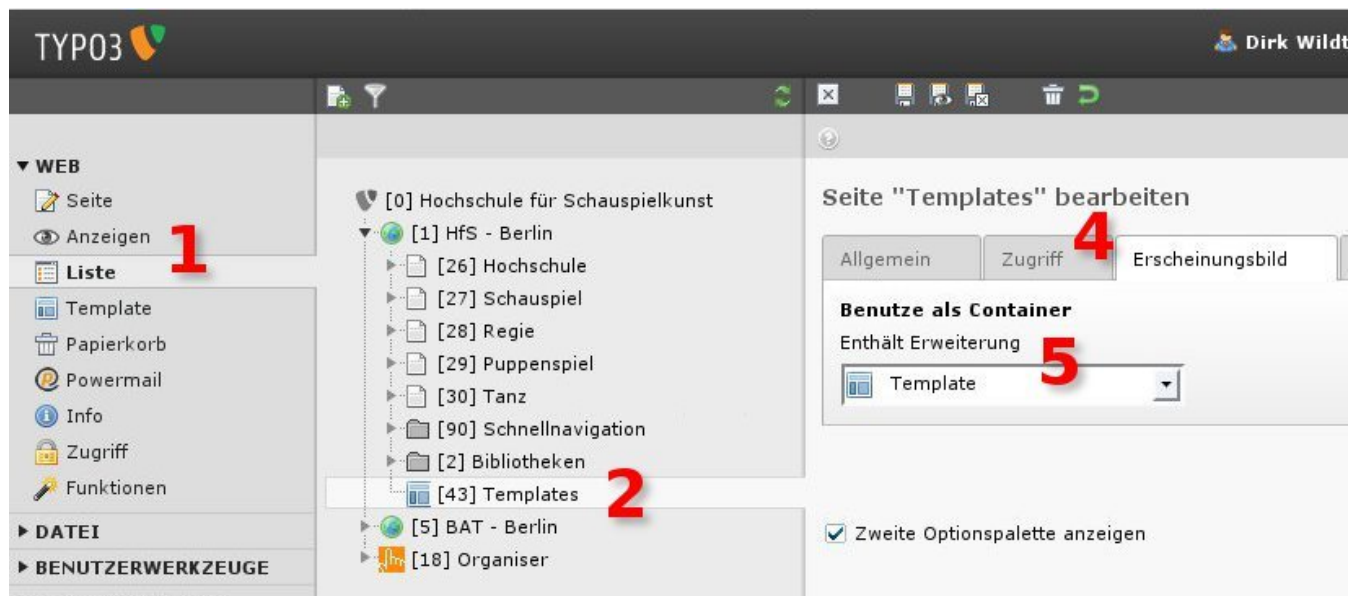 TYPO3
Dirk Wildt
WEB
Seite
Anzeigen
1
Liste
Template
Papierkorb
Powermail
Info
Zugriff
Funktionen
DATEI
BENUTZERWERKZEUGE
[0] Hochschule für Schauspielkunst
[1] HfS - Berlin
[26] Hochschule
[27] Schauspiel
[28] Regie
[29] Puppenspiel
[30] Tanz
[90] Schnellnavigation
[2] Bibliotheken
[43] Templates
2
[5] BAT - Berlin
[18] Organiser
Seite "Templates" bearbeiten
4
Allgemein Zugriff Erscheinungsbild
Benutze als Container
Enthält Erweiterung
5
Template
Zweite Optionspalette anzeigen